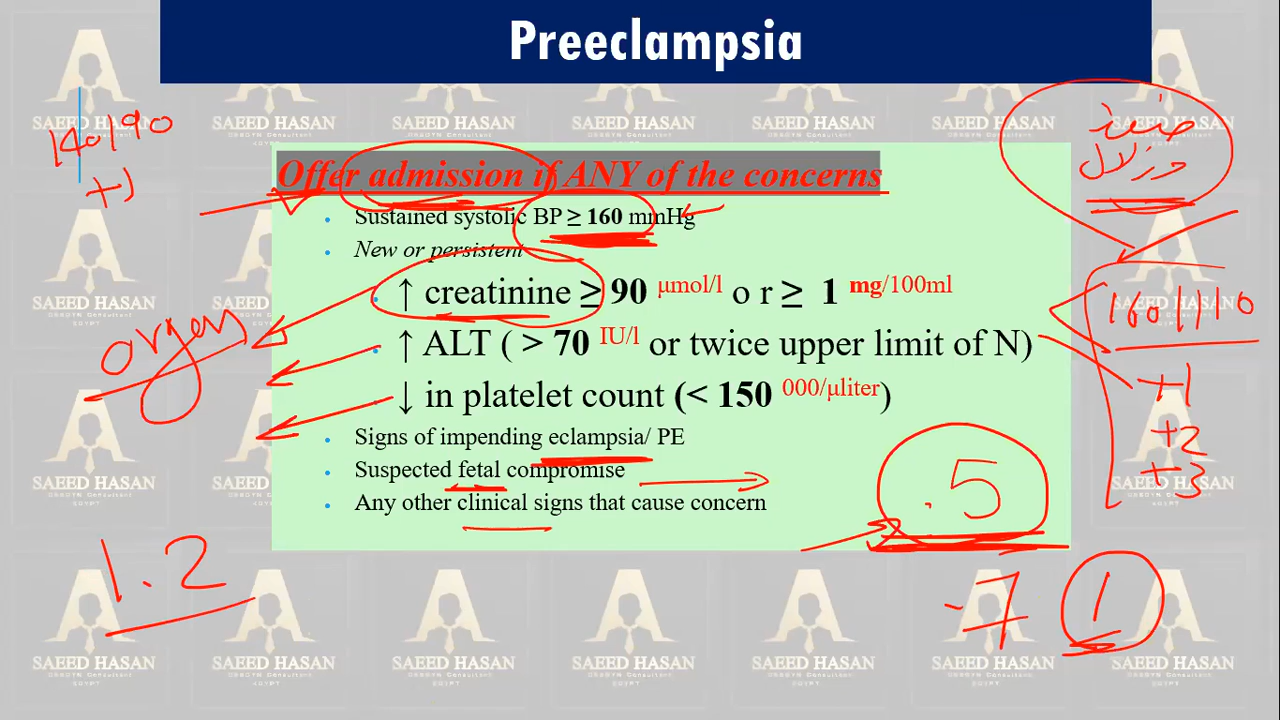 Preeclampsia
140/90
+1
Offer admission if ANY of the concerns
• Sustained systolic BP ≥ 160 mmHg
• New or persistent
• ↑ creatinine ≥ 90 μmol/l o r ≥ 1 mg/100ml
• ↑ ALT ( > 70 IU/l or twice upper limit of N)
• ↓ in platelet count (< 150 000/μliter)
• Signs of impending eclampsia/ PE
• Suspected fetal compromise
• Any other clinical signs that cause concern
organ
1.2
ضغط
و زلال
+1
+2
+3
.5
.7
1
A
SAEED HASAN
OBGYN Consultant
EGYPT